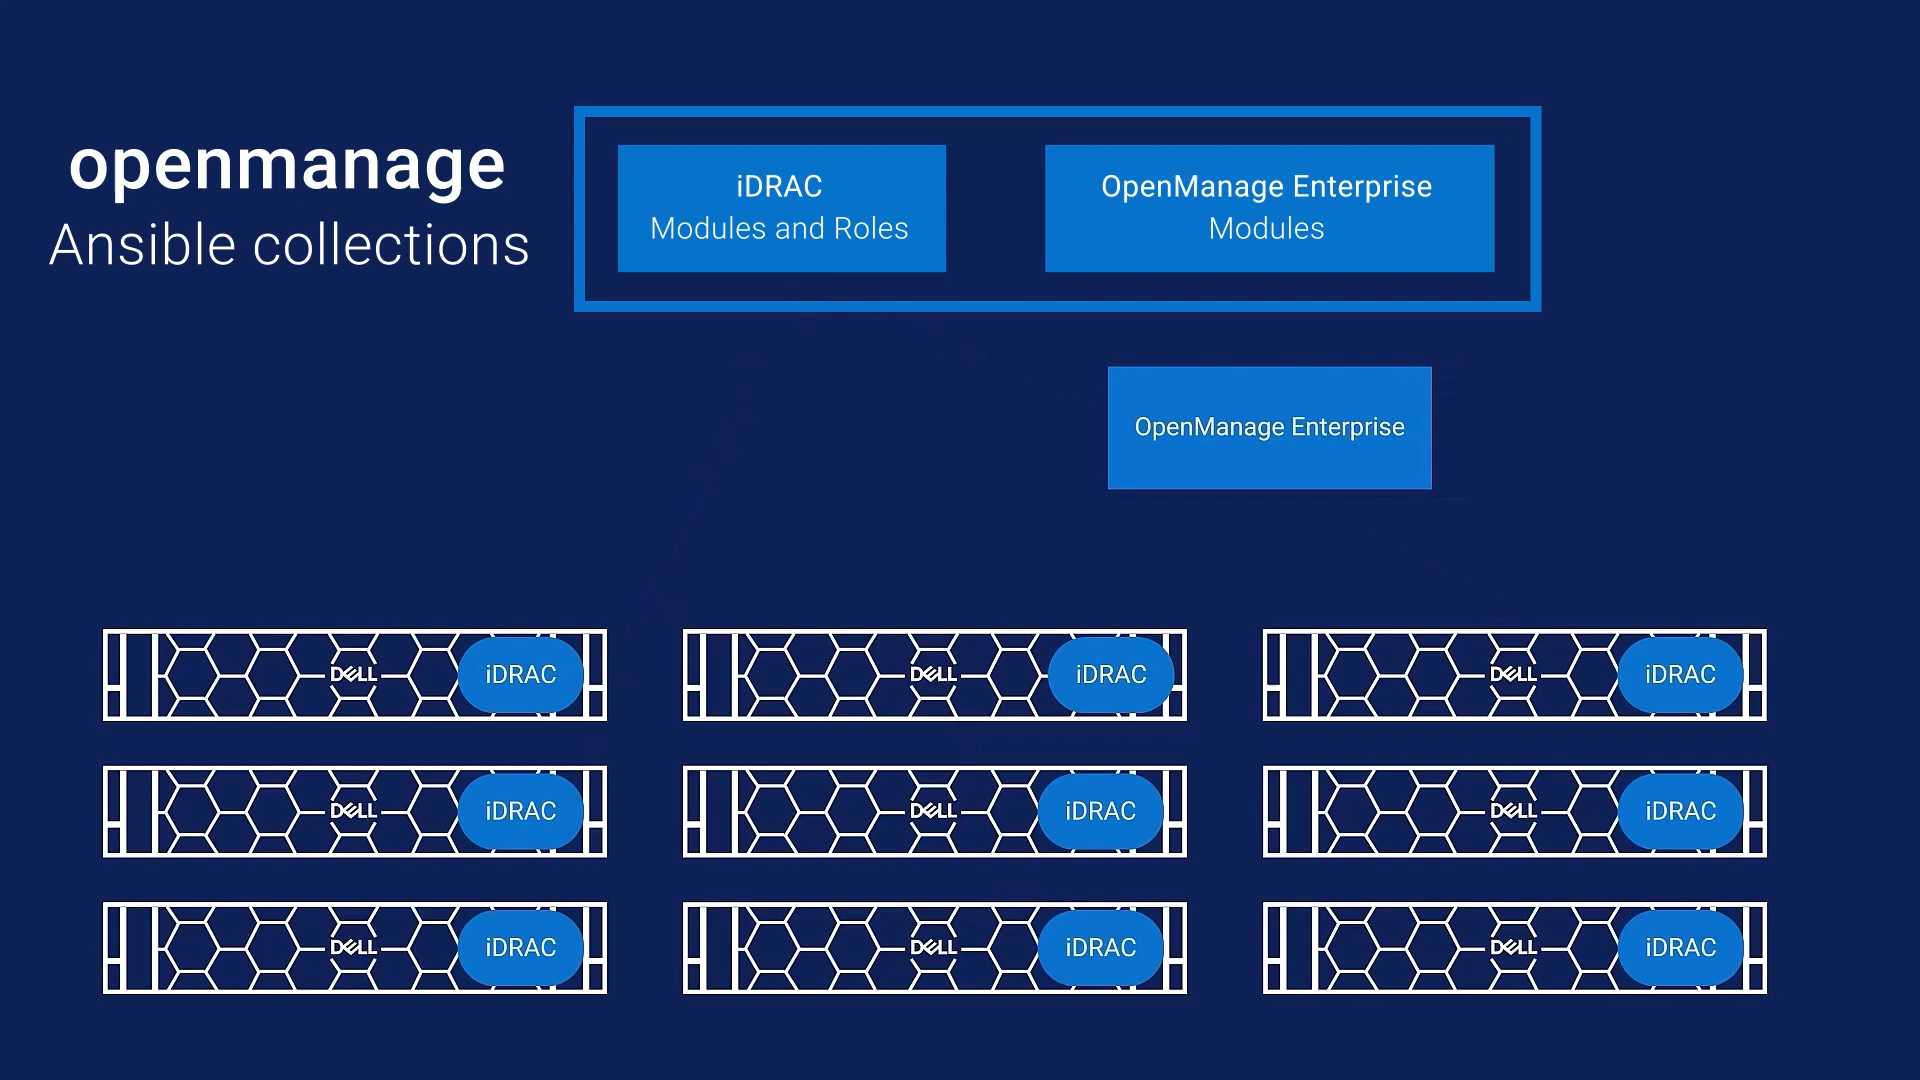 openmanage
Ansible collections
iDRAC
Modules and Roles
OpenManage Enterprise
Modules
OpenManage Enterprise
DELL
iDRAC
DELL
iDRAC
DELL
iDRAC
DELL
iDRAC
DELL
iDRAC
DELL
iDRAC
DELL
iDRAC
DELL
iDRAC
DELL
iDRAC